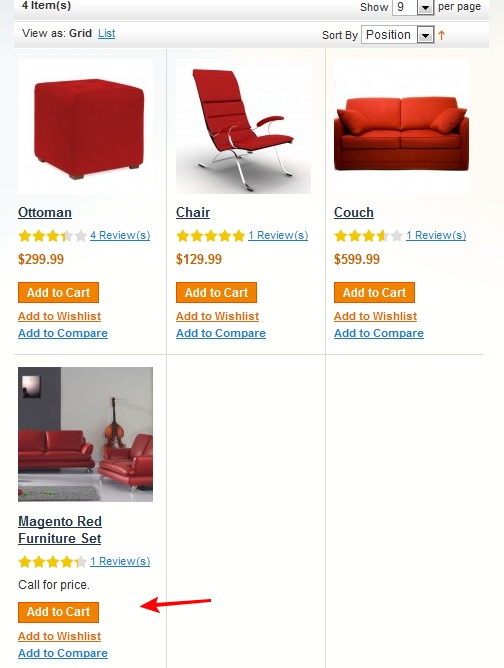 4 Item(s) Show 9 per page
View as: Grid List Sort By Position
Ottoman Chair Couch
4 Review(s) 1 Review(s) 1 Review(s)
$299.99 $129.99 $599.99
Add to Cart Add to Cart Add to Cart
Add to Wishlist Add to Wishlist Add to Wishlist
Add to Compare Add to Compare Add to Compare
Magento Red
Furniture Set
1 Review(s)
Call for price.
Add to Cart
Add to Wishlist
Add to Compare